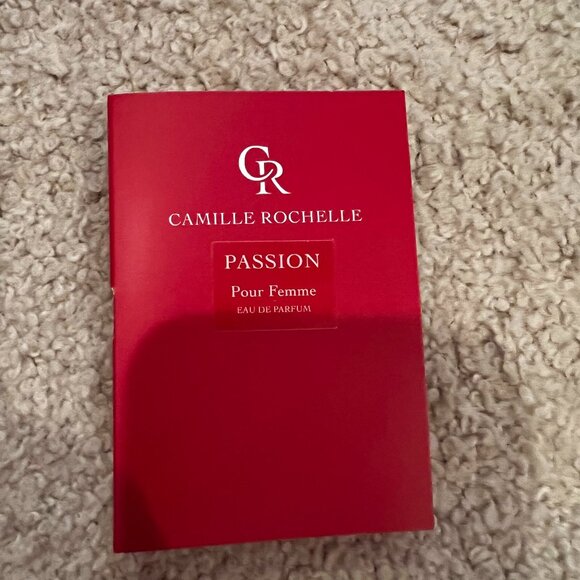 CR
CAMILLE ROCHELLE
PASSION
Pour Femme
EAU DE PARFUM